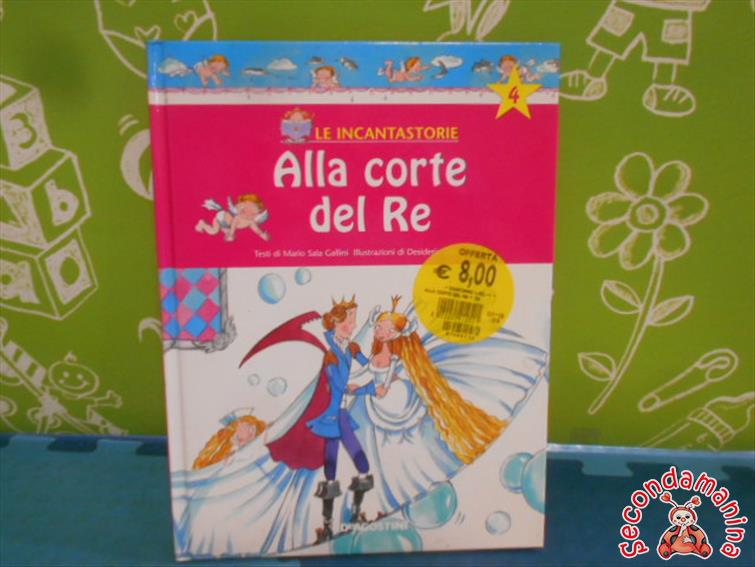 4
LE INCANTASTORIE
Alla corte
del Re
Testi di Mario Sala Gallini Illustrazioni di
OFFERTA
€ 8,00
DeAGOSTINI
secondamanina